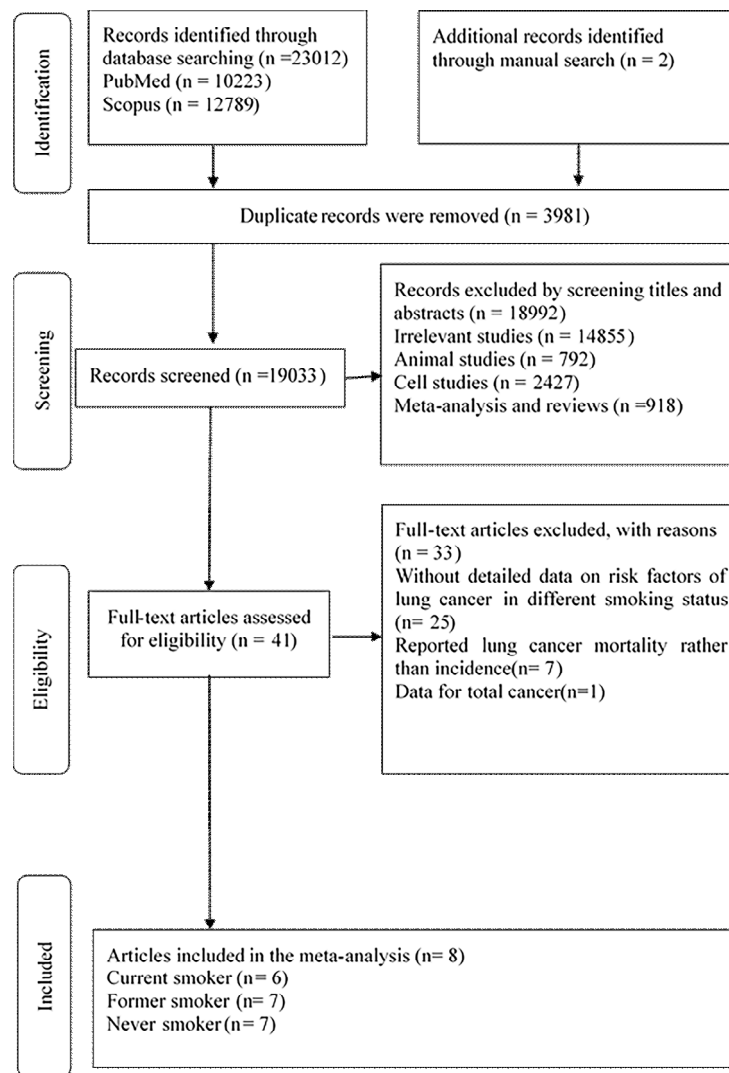 Identification
Records identified through
database searching (n =23012)
PubMed = 10223
Scopus = 12789
Additional records identified
through manual search (n = 2)
Duplicate records were removed (n = 3981)
Screening
Records screened (n =19033)
Records excluded by screening titles and
abstracts (n = 18992)
Irrelevant studies = 14855
Animal studies = 792
Cell studies = 2427
Meta-analysis and reviews (n =918)
Eligibility
Full-text articles assessed
for eligibility (n = 41)
Full-text articles excluded, with reasons
(n = 33)
Without detailed data on risk factors of
lung cancer in different smoking status
(n= 25)
Reported lung cancer mortality rather
than incidence(n= 7)
Data for total cancer(n=1)
Included
Articles included in the meta-analysis (n= 8)
Current smoker (n= 6)
Former smoker (n= 7)
Never smoker (n= 7)